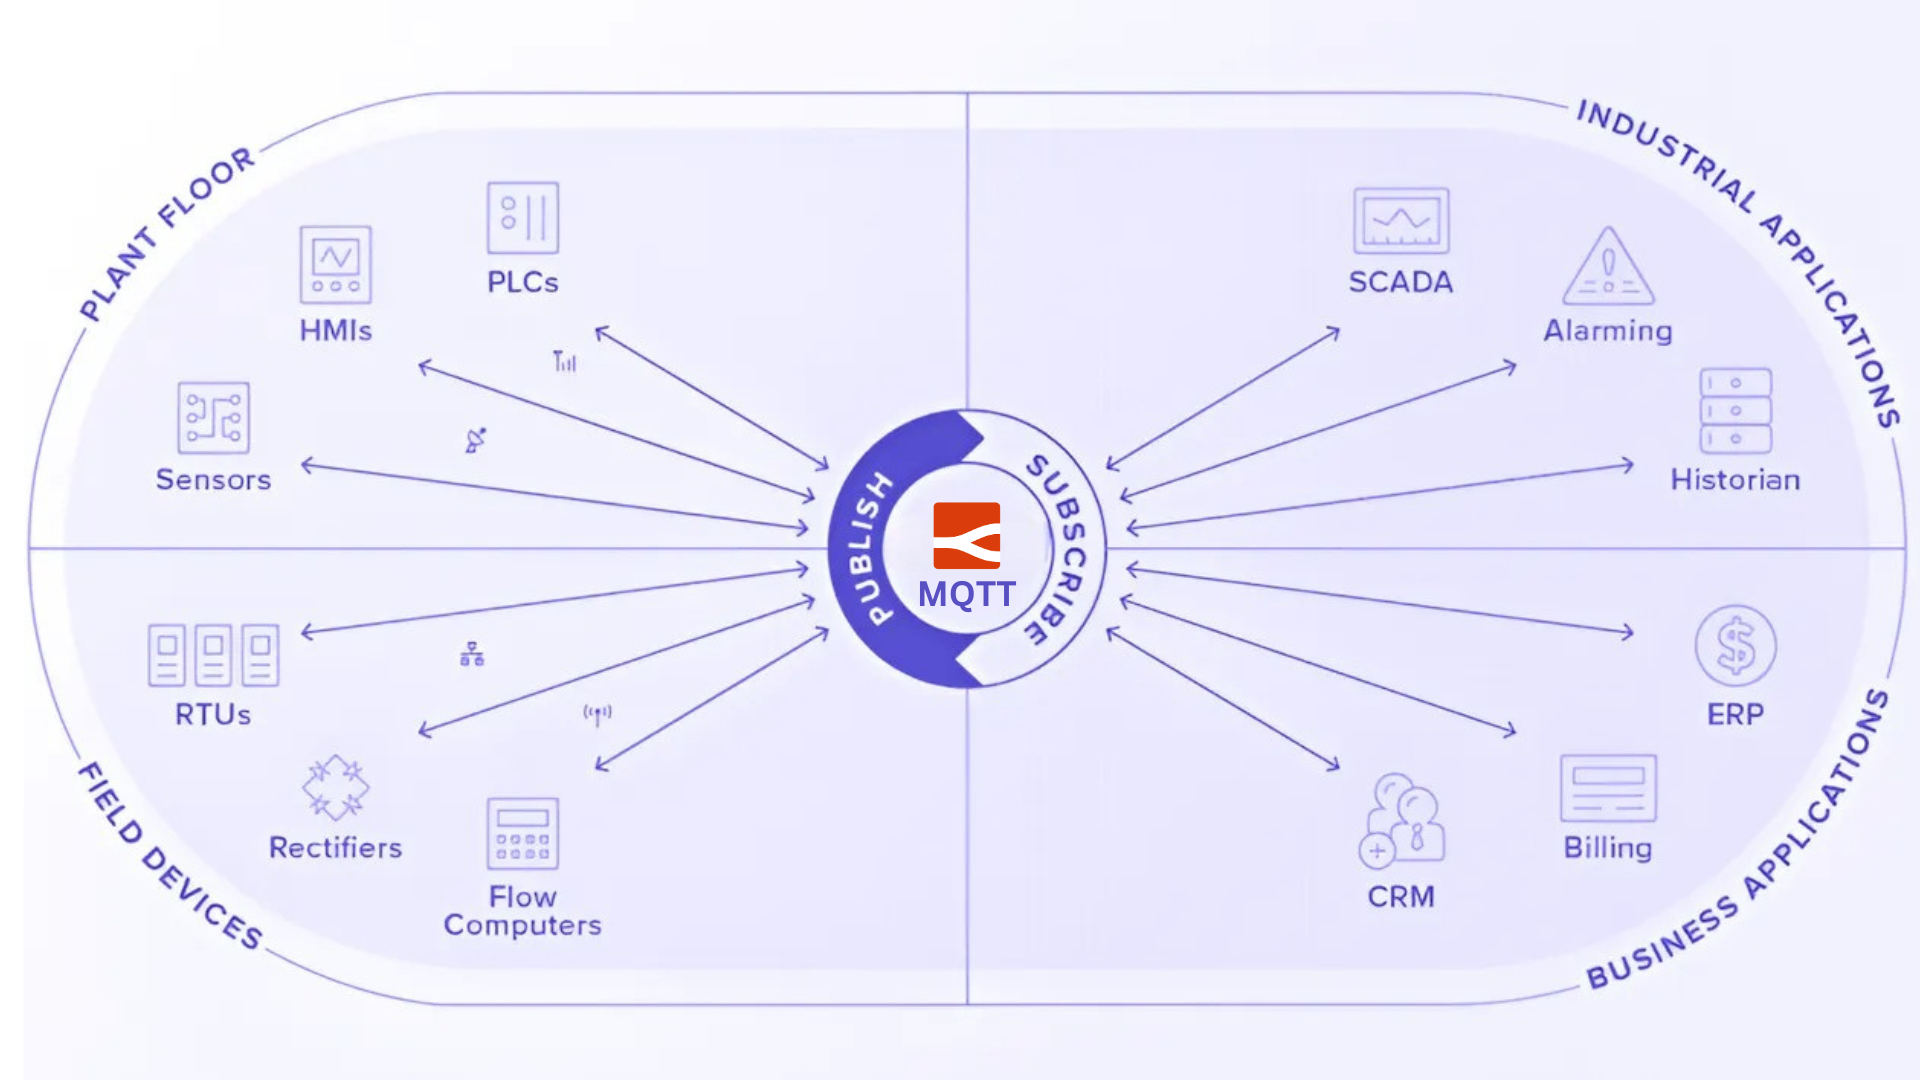 PLANT FLOOR
PLCs
HMIs
Sensors
INDUSTRIAL APPLICATIONS
SCADA
Alarming
Historian
PUBLISH
SUBSCRIBE
MQTT
FIELD DEVICES
RTUs
Rectifiers
Flow
Computers
BUSINESS APPLICATIONS
ERP
Billing
CRM